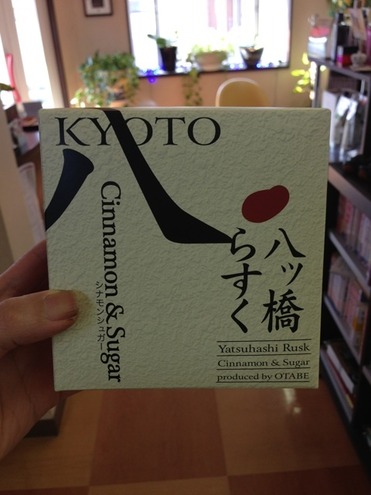 KYOTO
八
Cinnamon & Sugar
シナモンシュガー
八ッ橋
らすく
Yatsuhashi Rusk
Cinnamon & Sugar
produced by OTABE